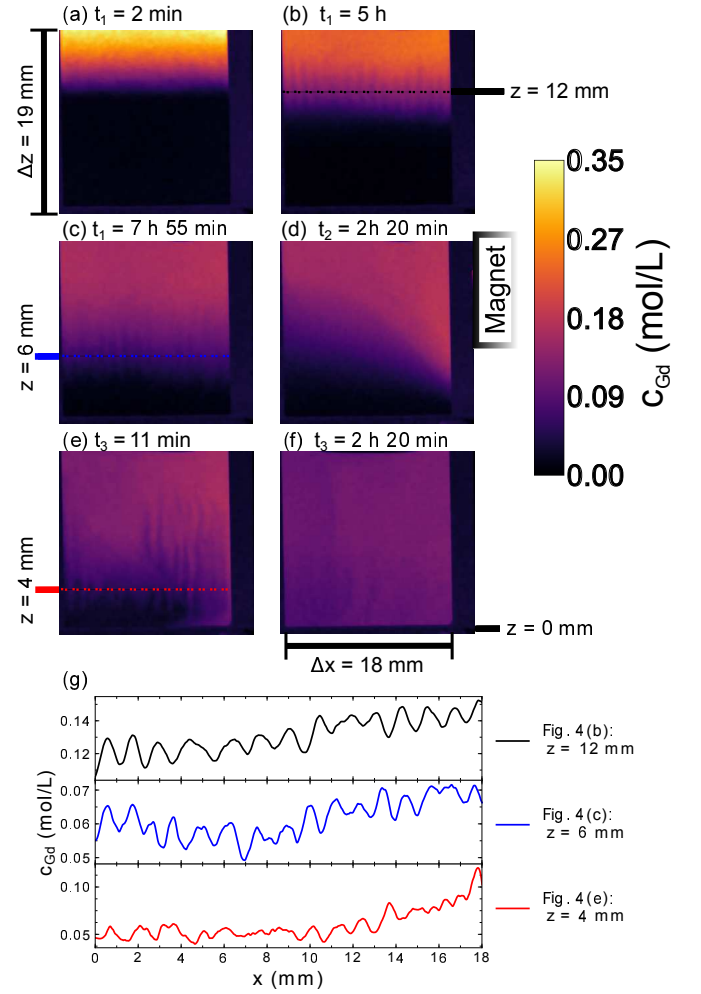 (a) t1 = 2 min
(b) t1 = 5 h
Δz = 19 mm
z = 12 mm
(c) t1 = 7 h 55 min
(d) t2 = 2h 20 min
Magnet
z = 6 mm
0.35
0.27
0.18
0.09
0.00
cGd (mol/L)
(e) t3 = 11 min
(f) t3 = 2 h 20 min
z = 4 mm
z = 0 mm
Δx = 18 mm
(g)
0.14
0.12
Fig. 4(b):
z = 12 mm
0.07
0.06
0.05
Fig. 4(c):
z = 6 mm
0.10
0.05
Fig. 4(e):
z = 4 mm
cGd (mol/L)
0 2 4 6 8 10 12 14 16 18
x (mm)